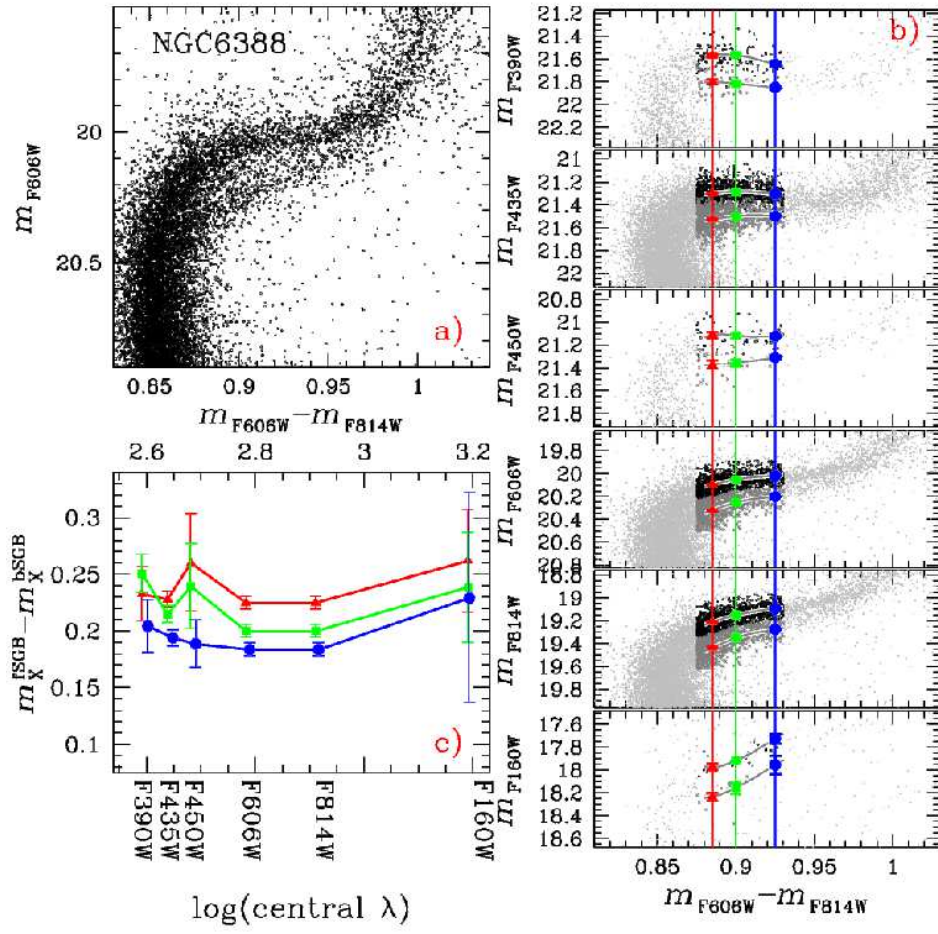 NGC6388
m_F606W
20
20.5
a)
0.85 0.9 0.95 1
m_F606W−m_F814W
2.6 2.8 3 3.2
m_X^fSGB−m_X^bSGB
0.3
0.25
0.2
0.15
0.1
c)
F390W F435W F450W F606W F814W F160W
log(central λ)
b)
m_F390W
21.2
21.4
21.6
21.8
22
22.2
m_F435W
21
21.2
21.4
21.6
21.8
22
m_F450W
20.8
21
21.2
21.4
21.6
21.8
m_F606W
19.8
20
20.2
20.4
20.6
20.8
m_F814W
18.8
19
19.2
19.4
19.6
19.8
m_F160W
17.6
17.8
18
18.2
18.4
18.6
0.85 0.9 0.95 1
m_F606W−m_F814W